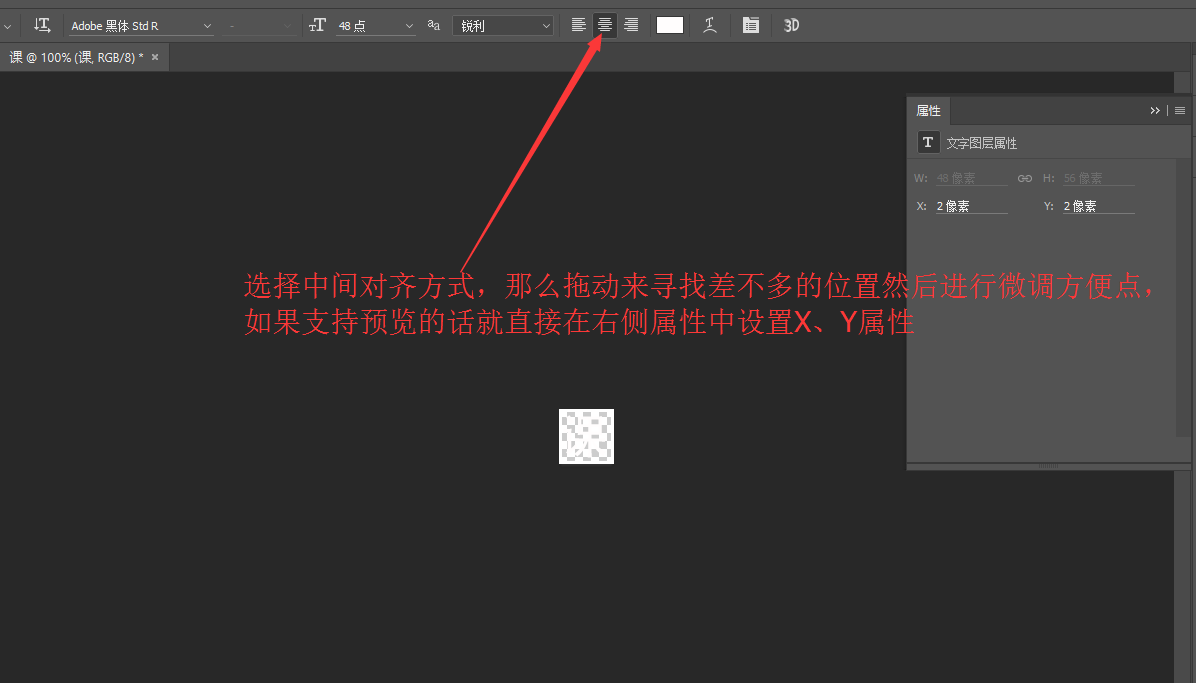 Adobe 黑体 Std R - T 48 点 aa 锐利 3D
课 @ 100% (课, RGB/8) * ×
属性
T 文字图层属性
W: 48 像素 H: 56 像素
X: 2 像素 Y: 2 像素
选择中间对齐方式，那么拖动来寻找差不多的位置然后进行微调方便点，
如果支持预览的话就直接在右侧属性中设置X、Y属性
课